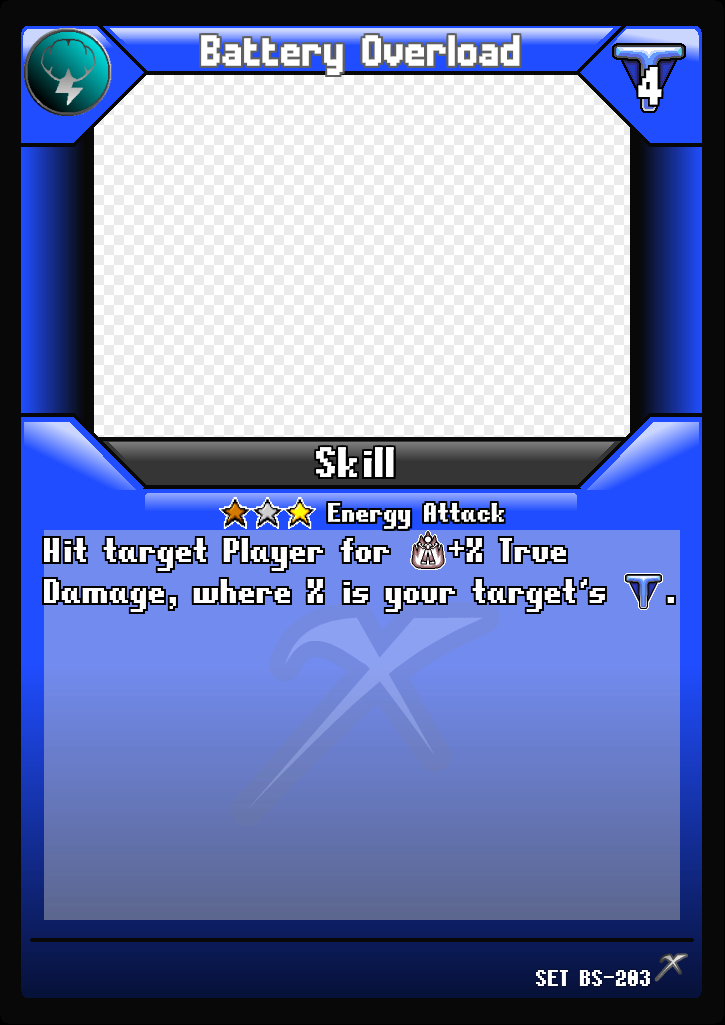 Battery Overload
4
Skill
Energy Attack
Hit target Player for +X True
Damage, where X is your target's .
SET BS-203